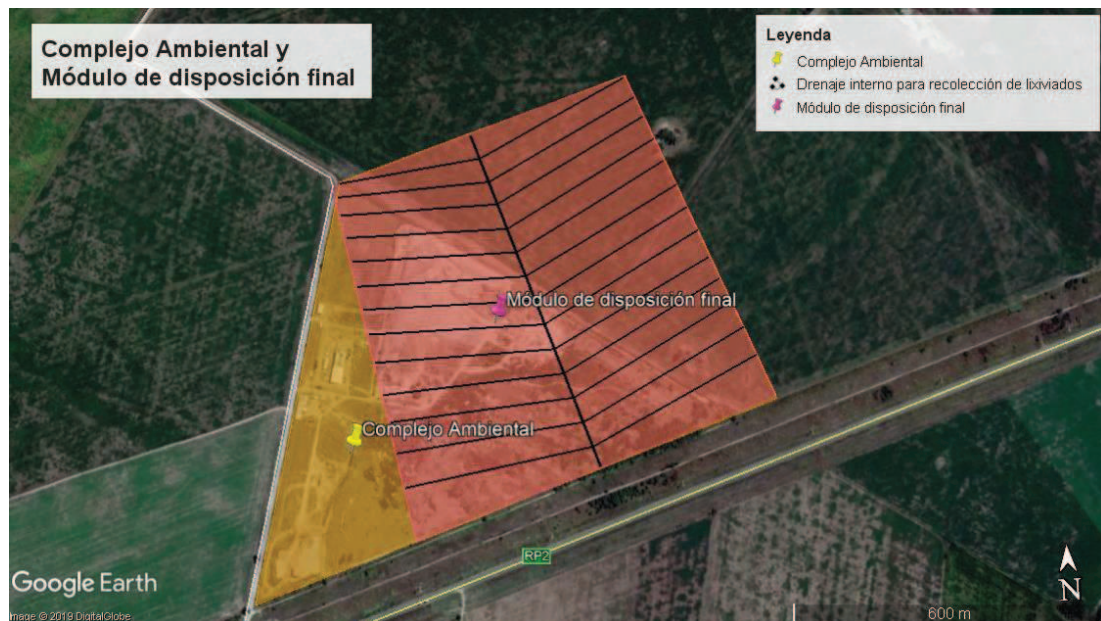 Complejo Ambiental y
Módulo de disposición final
Leyenda
Complejo Ambiental
Drenaje interno para recolección de lixiviados
Módulo de disposición final
Módulo de disposición final
Complejo Ambiental
RP2
Google Earth
N
Image © 2019 DigitalGlobe
600 m